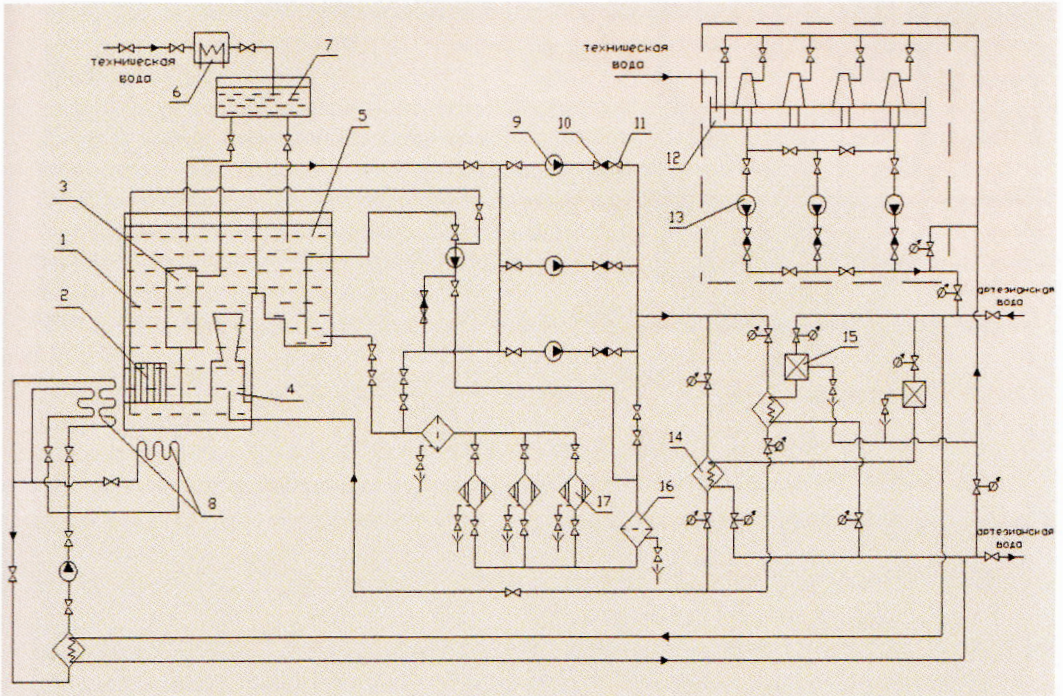 техническая
вода
6
7
5
3
1
2
4
8
9
10
11
техническая
вода
12
13
артезианская
вода
15
14
16
17
артезианская
вода